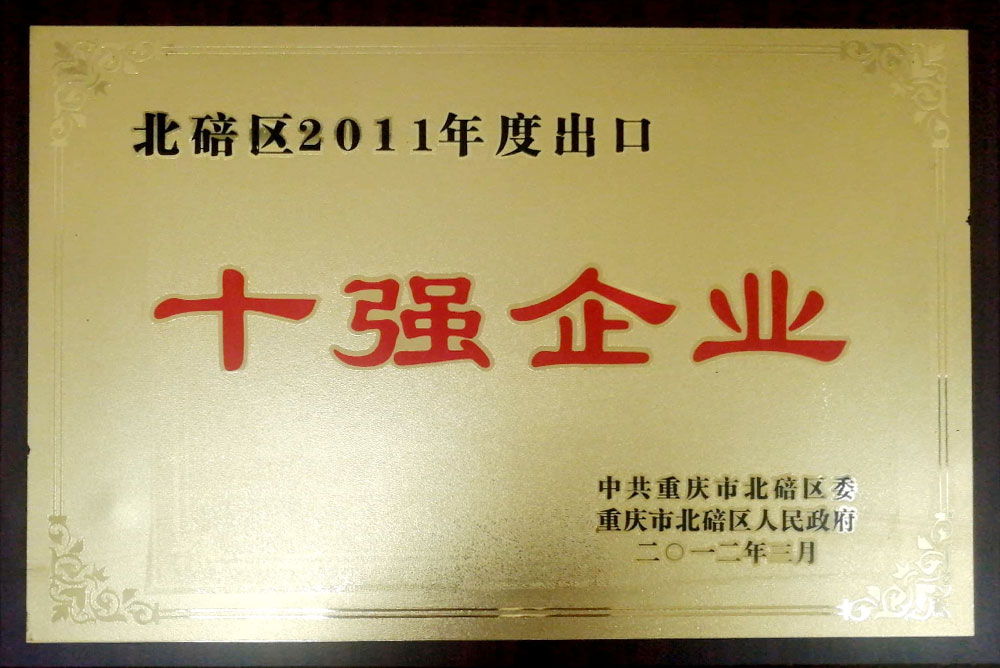 北碚区2011年度出口
十强企业
中共重庆市北碚区委
重庆市北碚区人民政府
二〇一二年三月